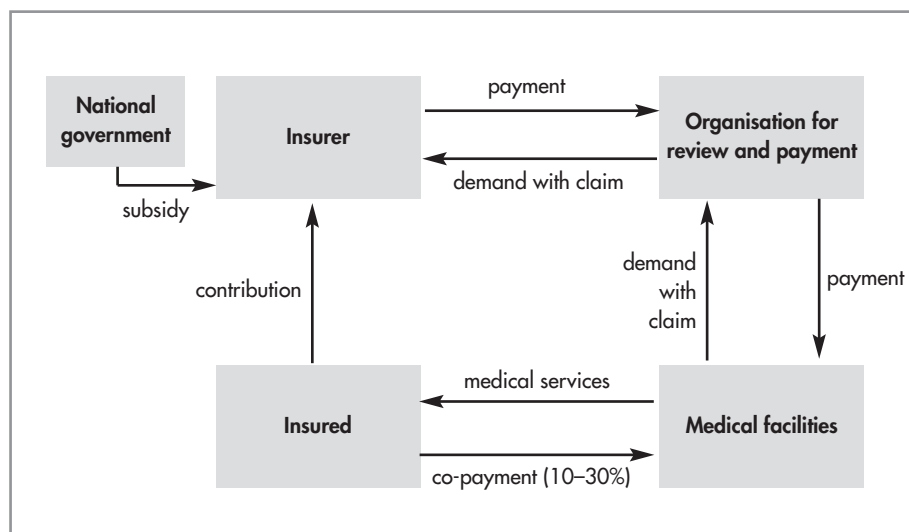 National
government
subsidy
Insurer
payment
demand with claim
Organisation for
review and payment
contribution
demand
with
claim
payment
Insured
medical services
co-payment (10–30%)
Medical facilities